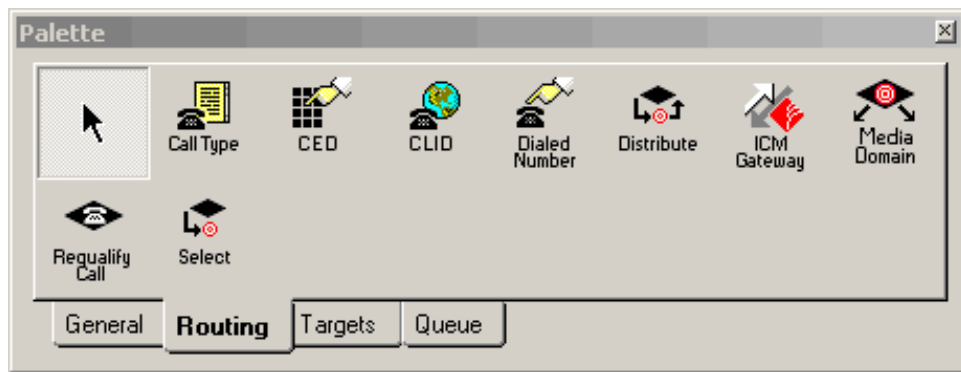 Palette
Call Type
CED
CLID
Dialed
Number
Distribute
ICM
Gateway
Media
Domain
Requalify
Call
Select
General
Routing
Targets
Queue